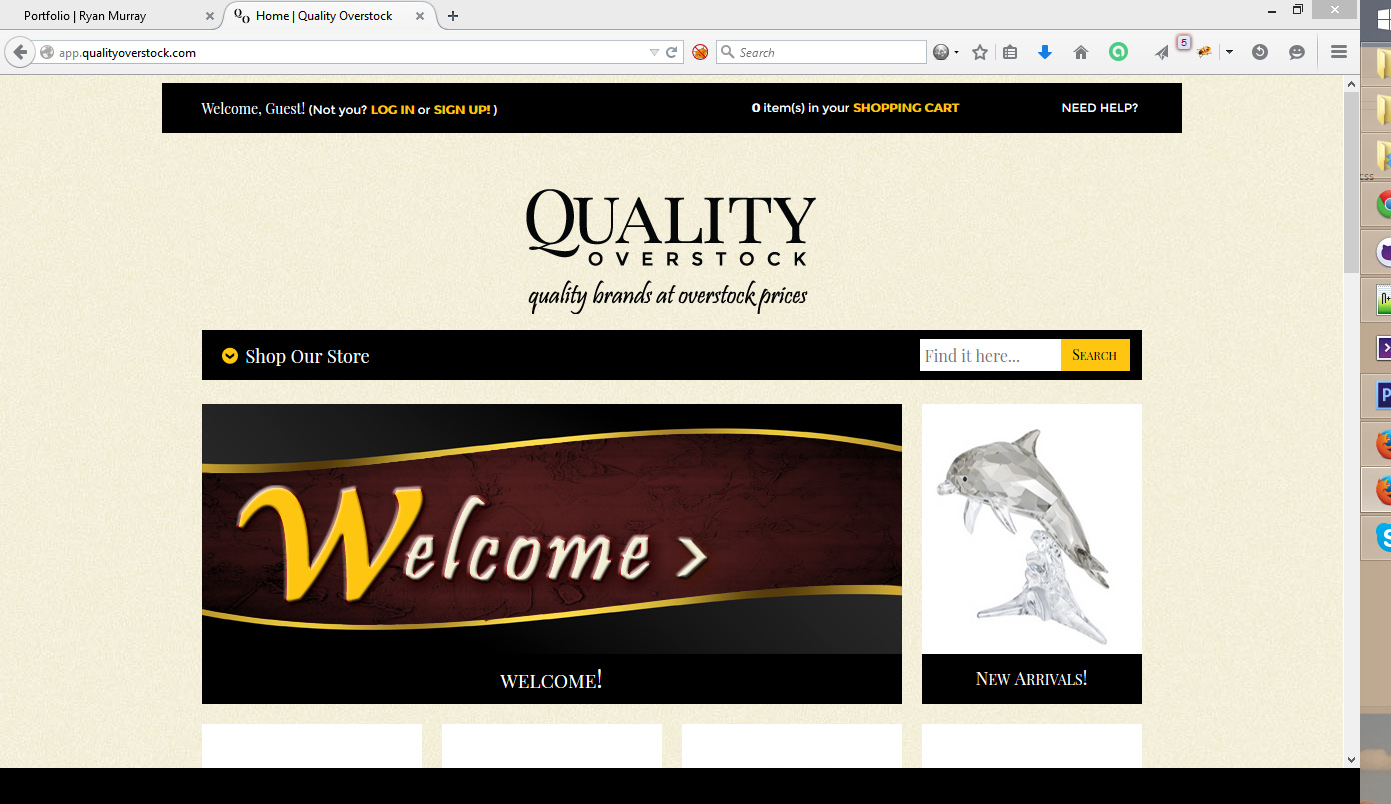 Portfolio | Ryan Murray
QO Home | Quality Overstock
app.qualityoverstock.com
Search
5
Welcome, Guest! (Not you? LOG IN or SIGN UP! )
0 item(s) in your SHOPPING CART
NEED HELP?
QUALITY
OVERSTOCK
quality brands at overstock prices
Shop Our Store
Find it here...
Search
Welcome >
welcome!
New Arrivals!
css